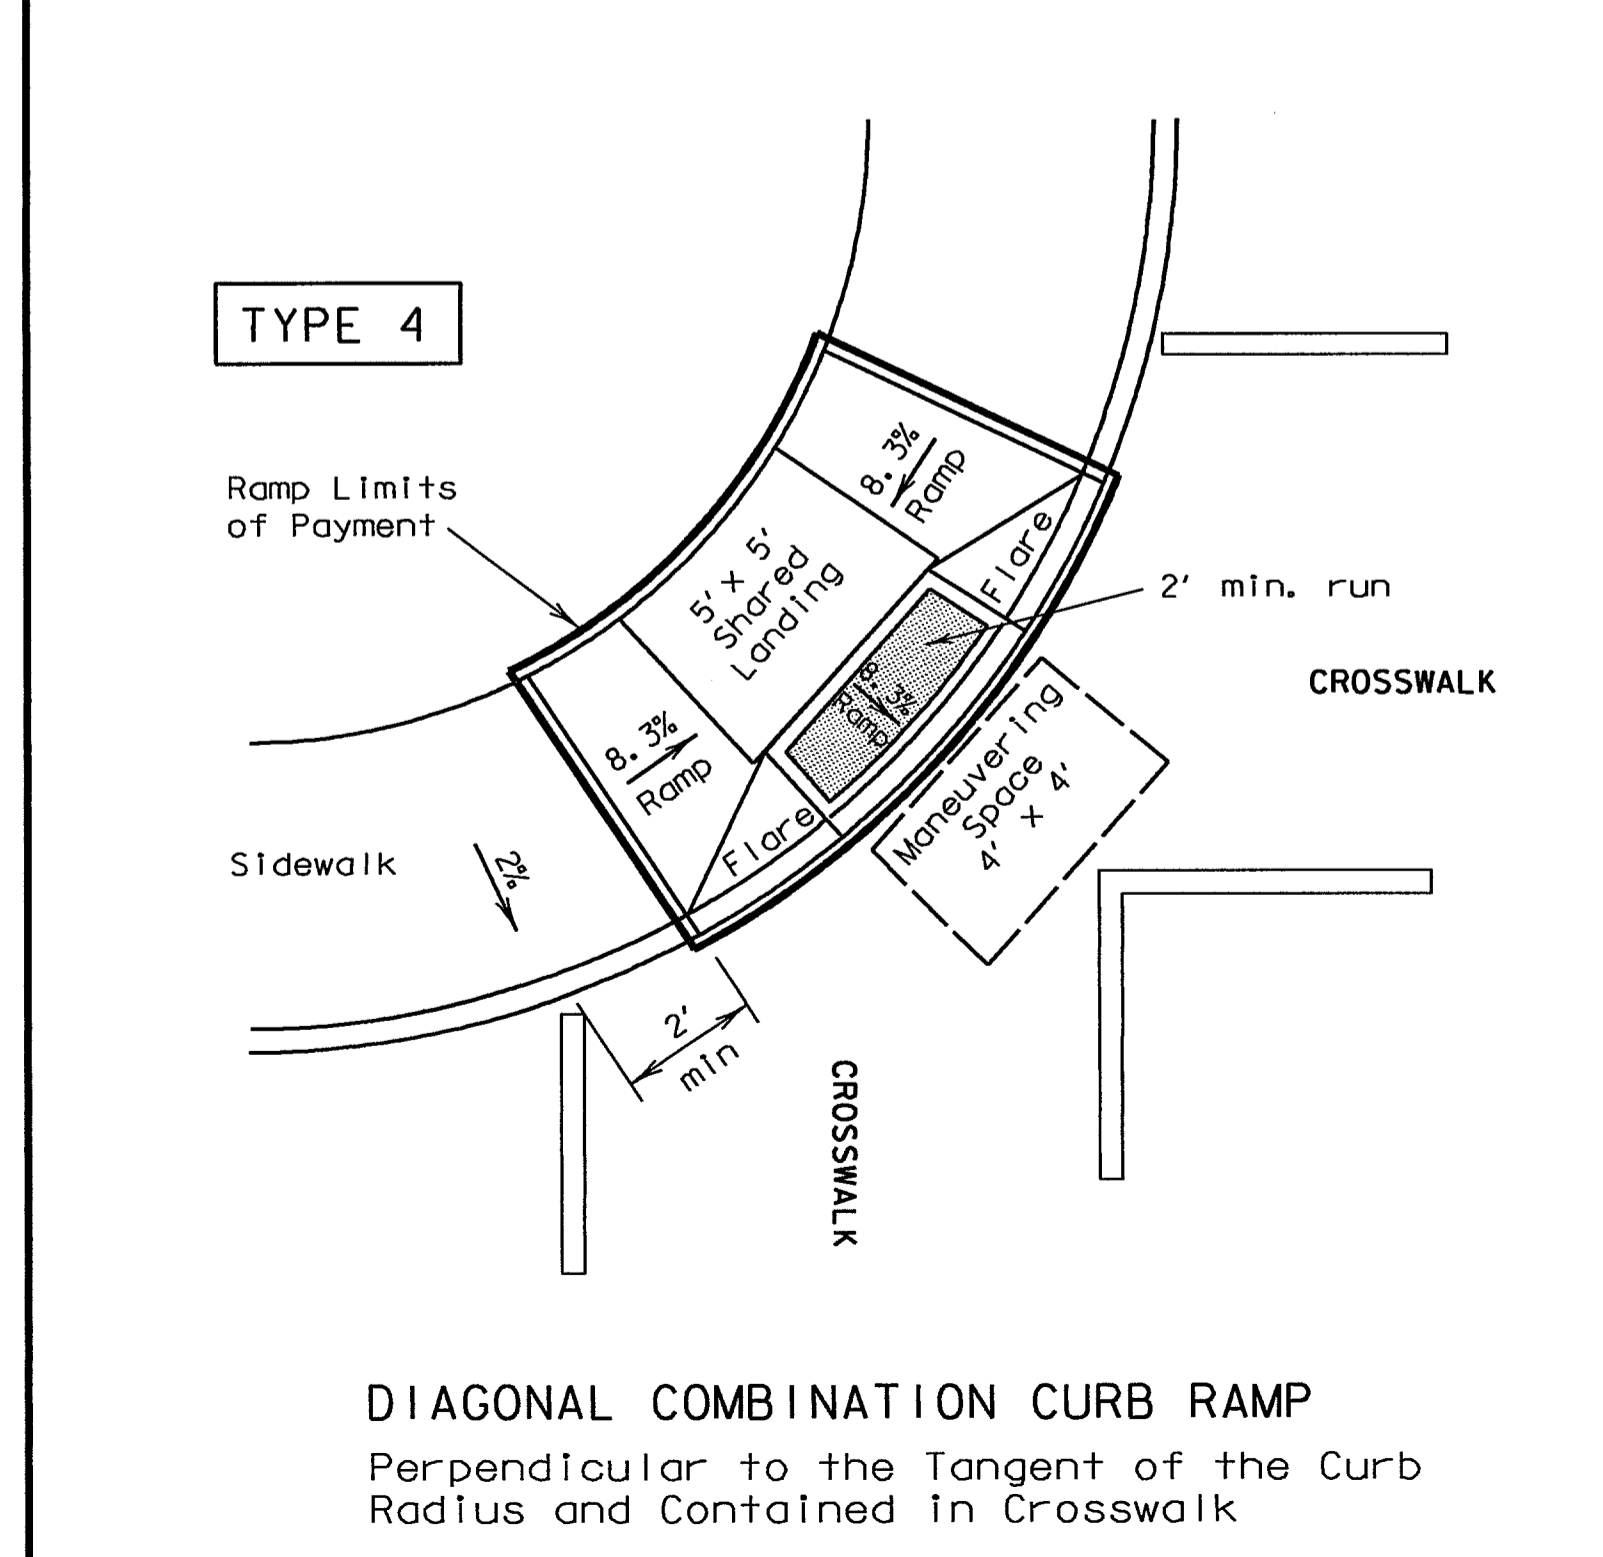 TYPE 4
8.3%
Ramp
Ramp Limits
of Payment
5' x 5'
Shared
Landing
Flare
2' min. run
CROSSWALK
8.3%
Ramp
8.3%
Ramp
Maneuvering
Space
4' x 4'
Flare
Sidewalk
2%
2'
min
CROSSWALK
DIAGONAL COMBINATION CURB RAMP
Perpendicular to the Tangent of the Curb
Radius and Contained in Crosswalk